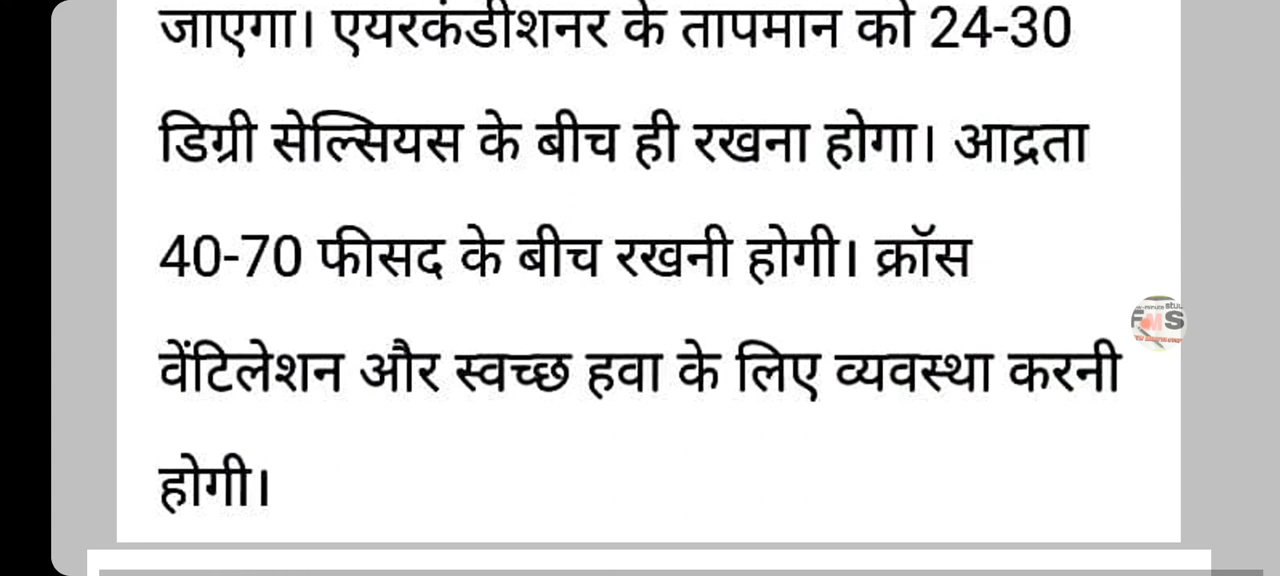 जाएगा। एयरकंडीशनर के तापमान को 24-30
डिग्री सेल्सियस के बीच ही रखना होगा। आद्रता
40-70 फीसद के बीच रखनी होगी। क्रॉस
वेंटिलेशन और स्वच्छ हवा के लिए व्यवस्था करनी
होगी।